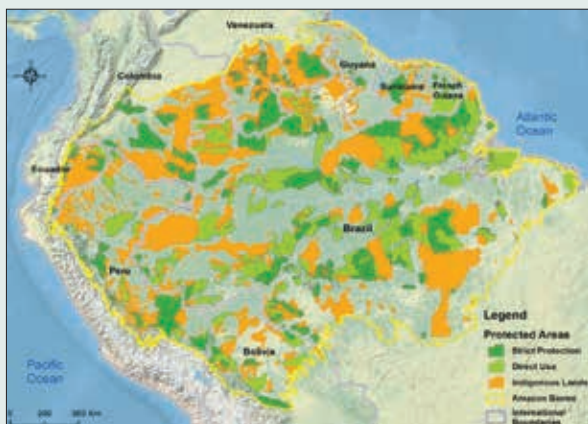 Venezuela
Guyana
Colombia
Suriname
French
Guiana
Atlantic
Ocean
Ecuador
Brazil
Peru
Legend
Protected Areas
Strict Protection
Direct Use
Indigenous Lands
Bolivia
Amazon Biome
Pacific
Ocean
International
Boundaries
0